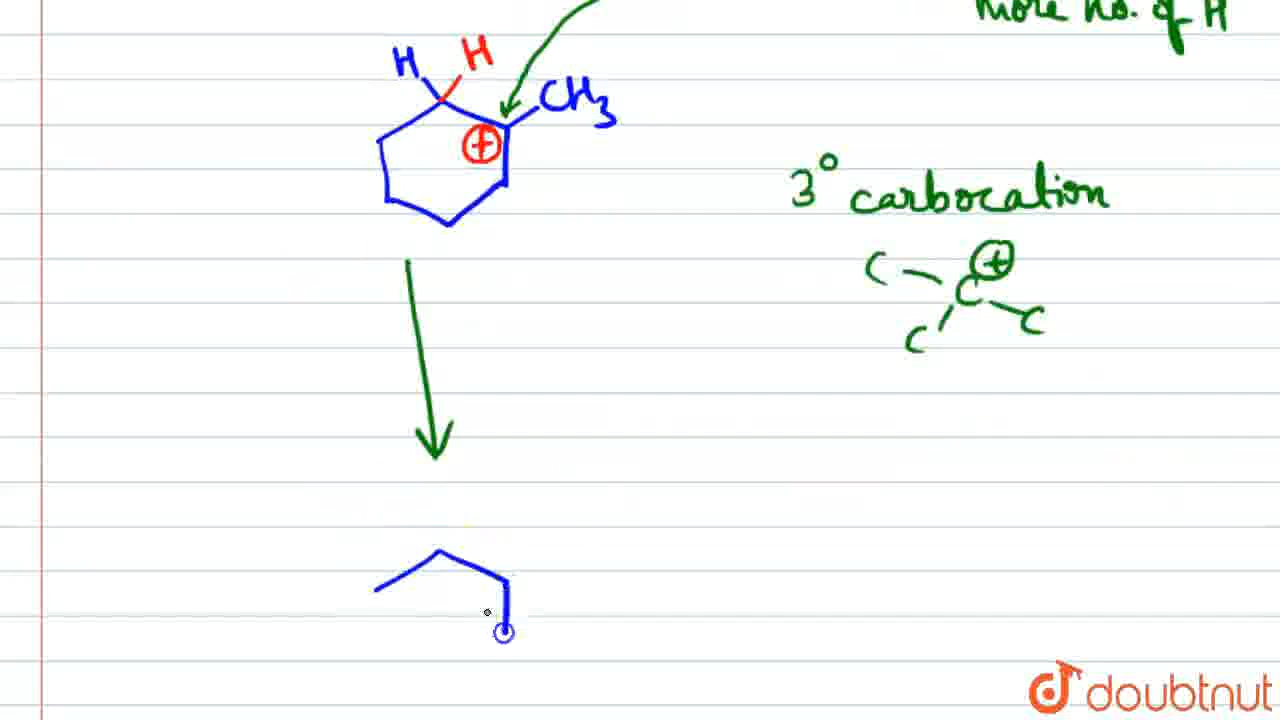 more no. of H
H H
CH3
+
3° carbocation
C C +
C C
doubtnut